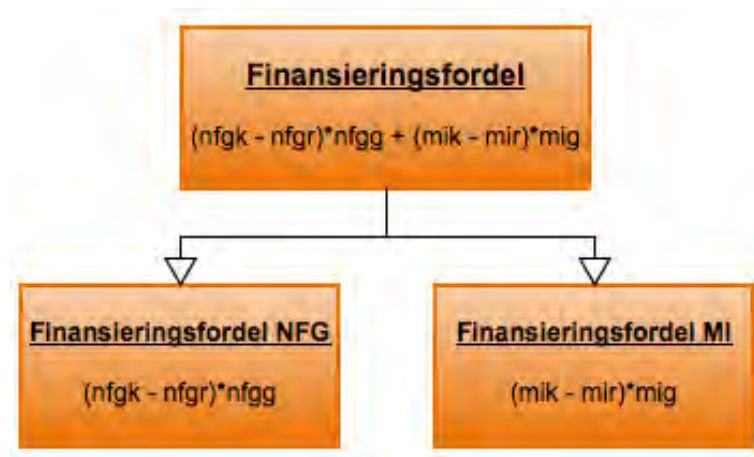 Finansieringsfordel
(nfgk - nfgr)*nfgg + (mik - mir)*mig
Finansieringsfordel NFG
(nfgk - nfgr)*nfgg
Finansieringsfordel MI
(mik - mir)*mig